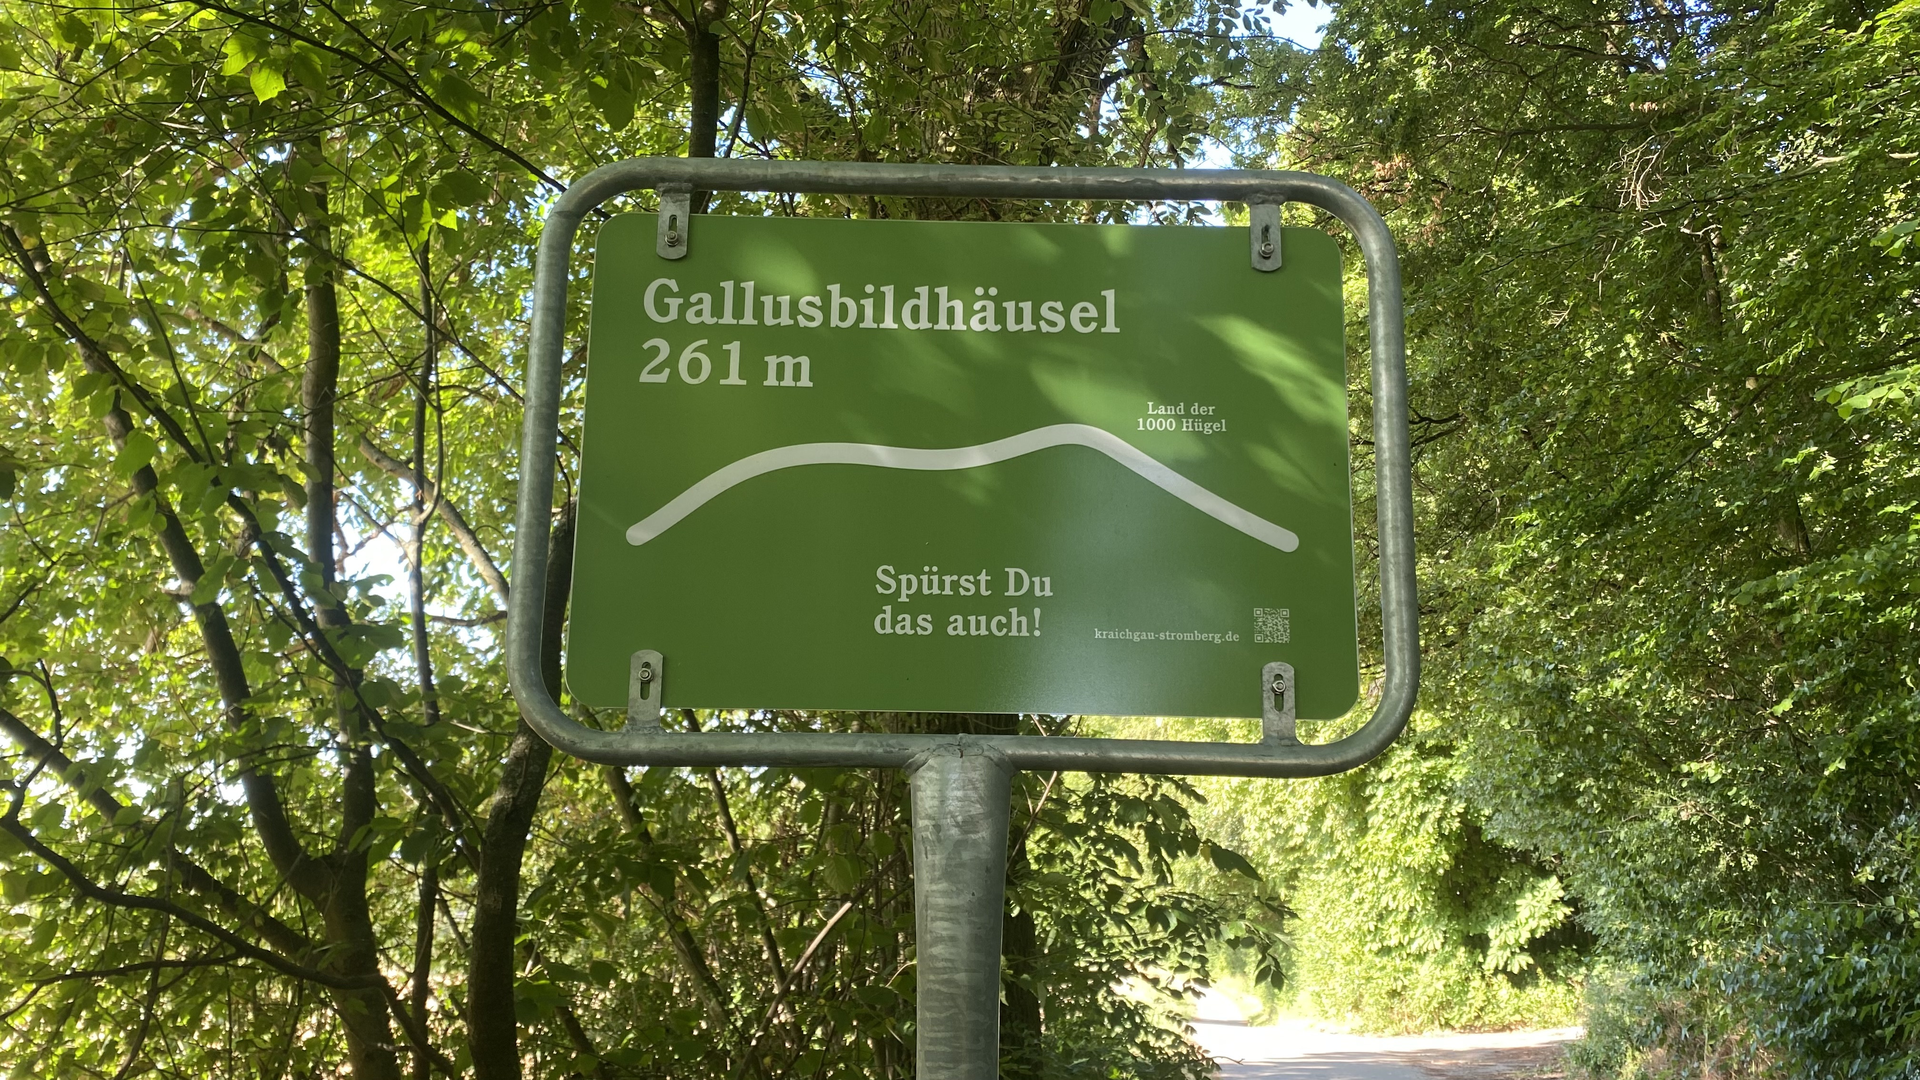 Gallusbildhäusel
261 m
Land der
1000 Hügel
Spürst Du
das auch!
kraichgau-stromberg.de